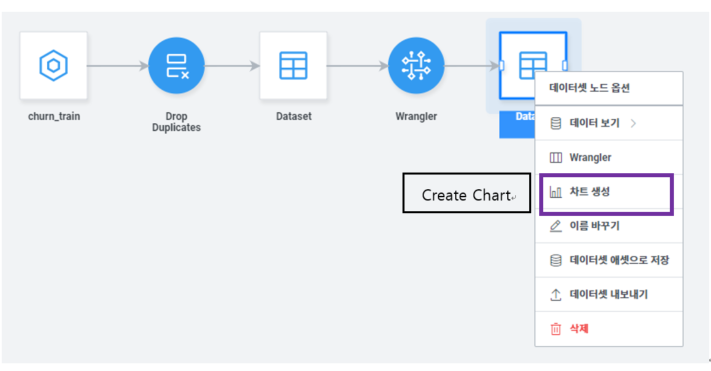 churn_train
Drop
Duplicates
Dataset
Wrangler
Data
데이터셋 노드 옵션
데이터 보기
Wrangler
Create Chart
차트 생성
이름 바꾸기
데이터셋 애셋으로 저장
데이터셋 내보내기
삭제